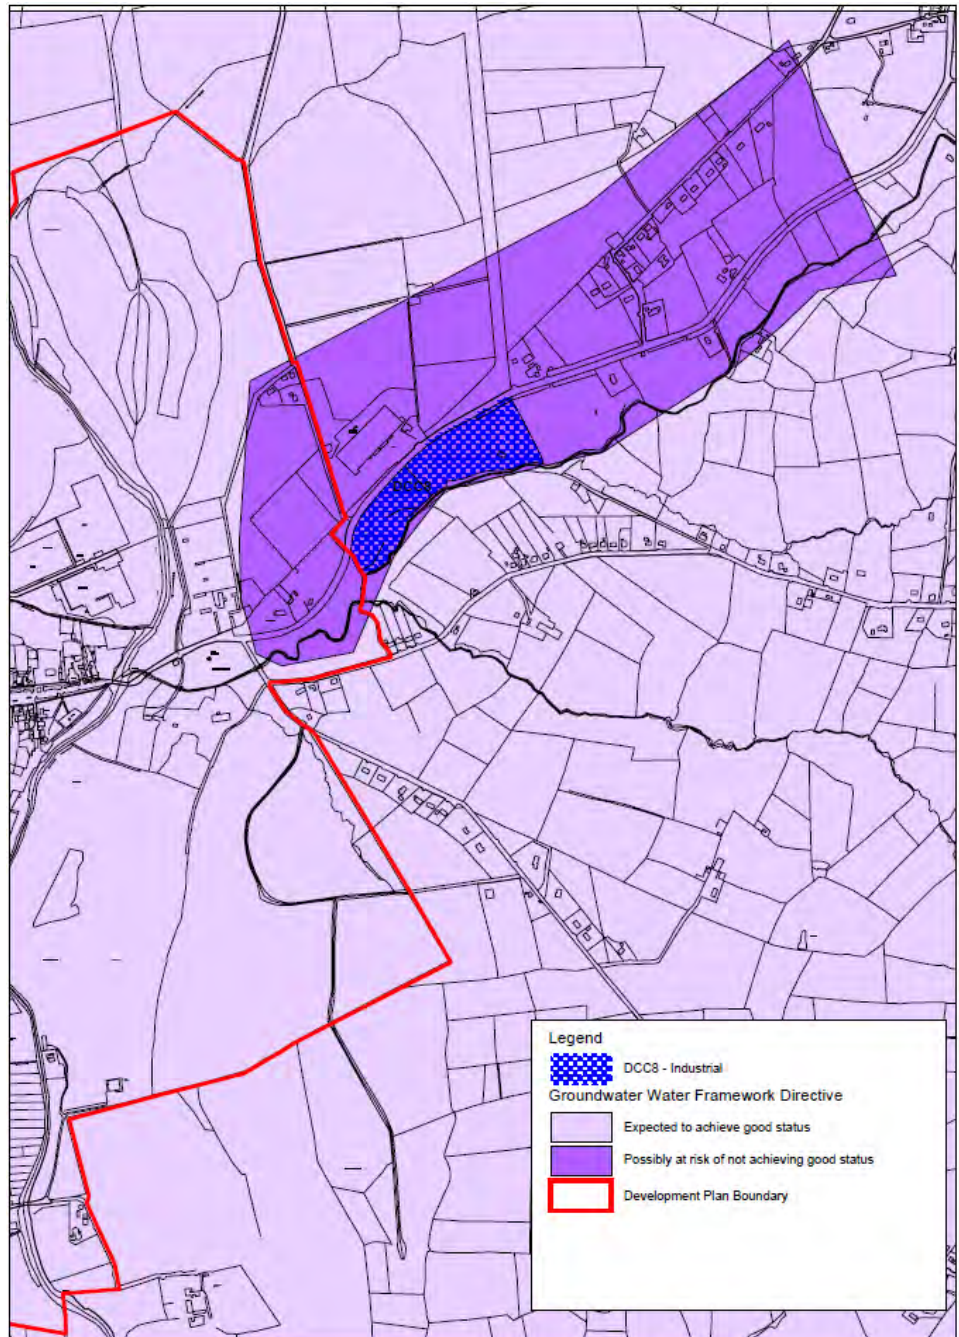 DCC8
Legend
DCC8 - Industrial
Groundwater Water Framework Directive
Expected to achieve good status
Possibly at risk of not achieving good status
Development Plan Boundary